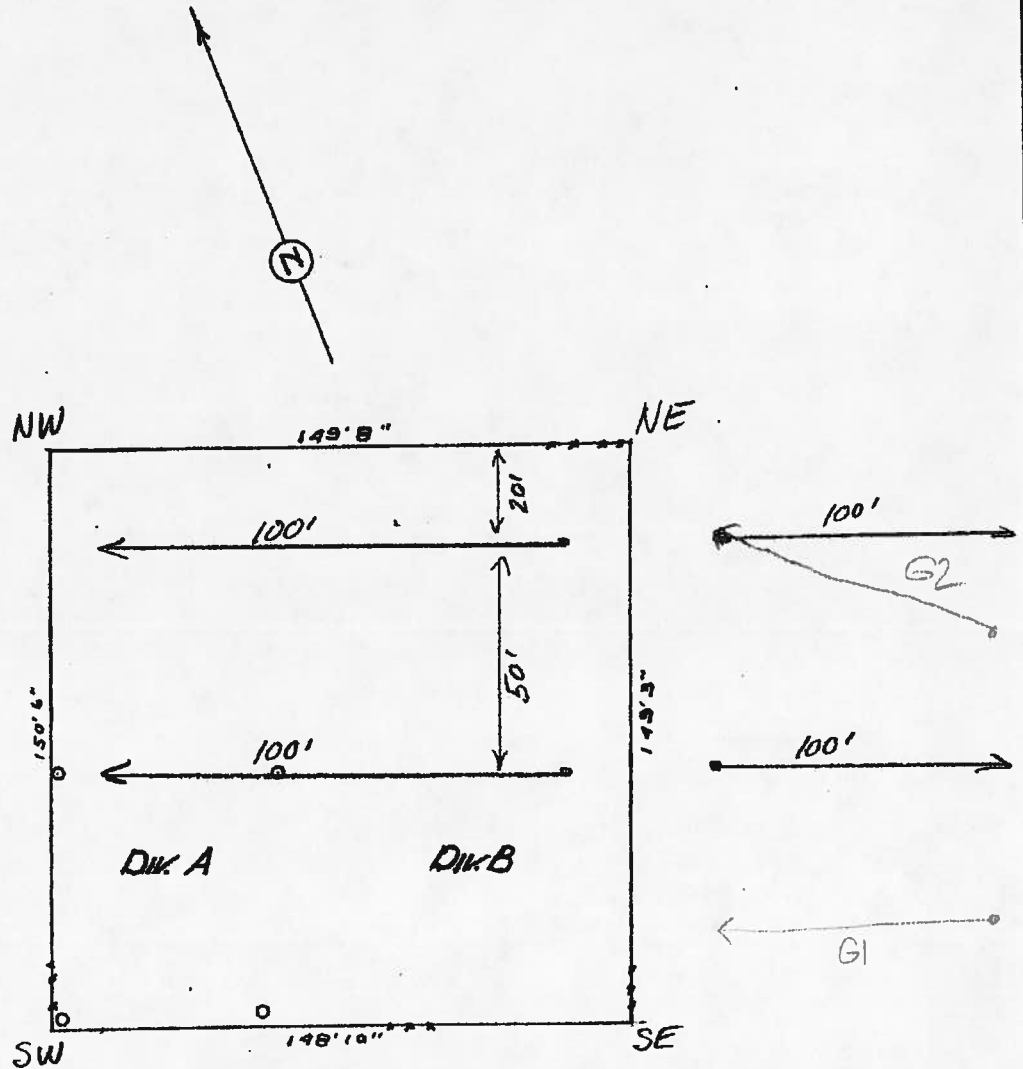 N
NW
NE
149'8"
20'
100'
100'
G2
50'
150'6"
149'3"
100'
100'
Div. A
Div. B
G1
148'10"
SW
SE